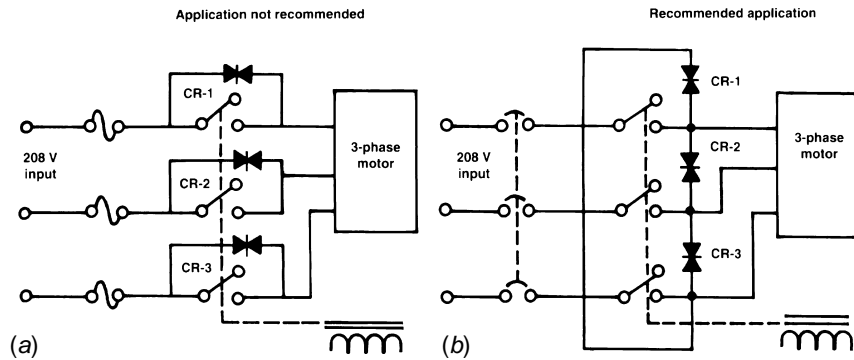 Application not recommended
CR-1
CR-2
CR-3
208 V
input
3-phase
motor
(a)
Recommended application
CR-1
CR-2
CR-3
208 V
input
3-phase
motor
(b)